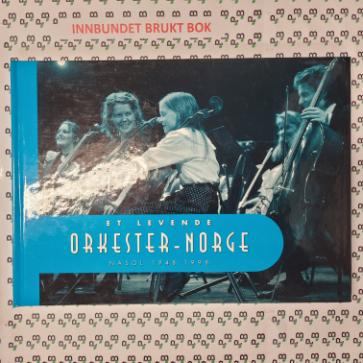 INNBUNDET BRUKT BOK
ET LEVENDE
ORKESTER-NORGE
NASOL 1948-1998